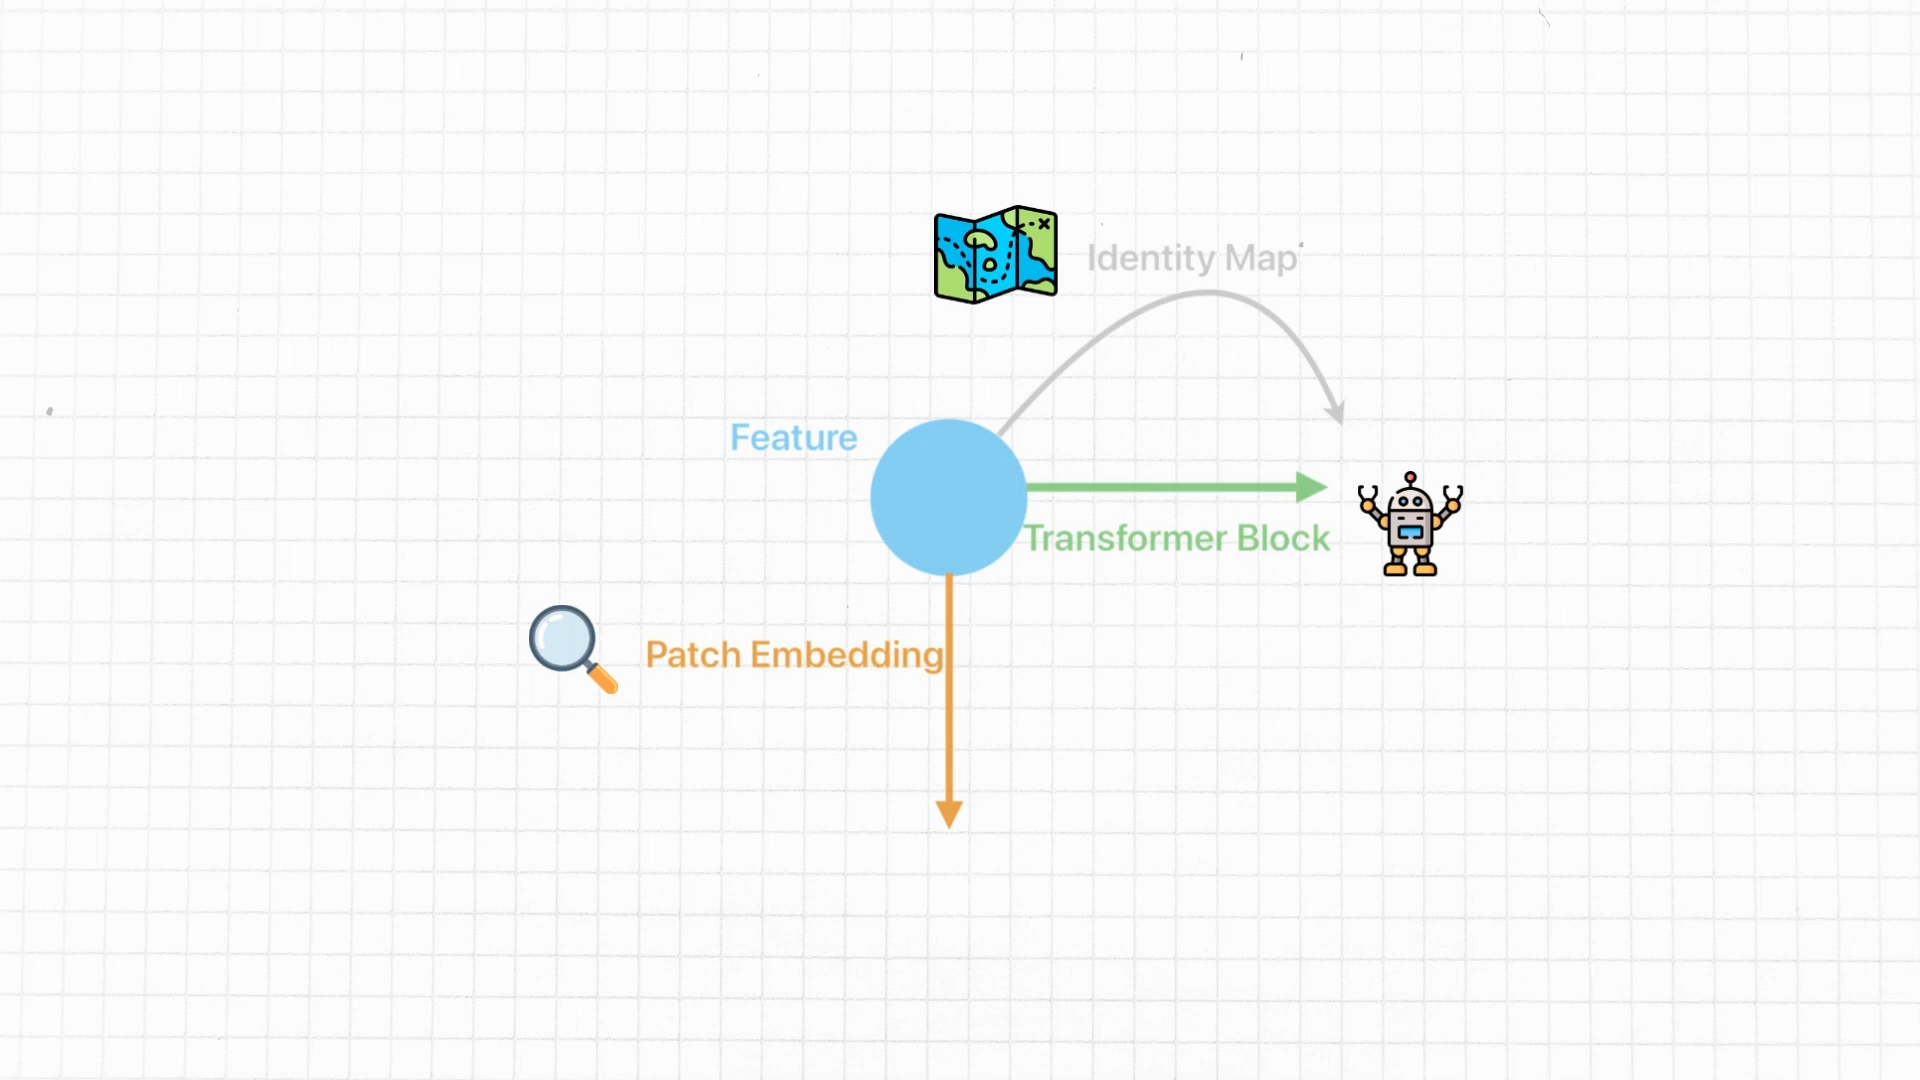 Identity Map
Feature
Transformer Block
Patch Embedding